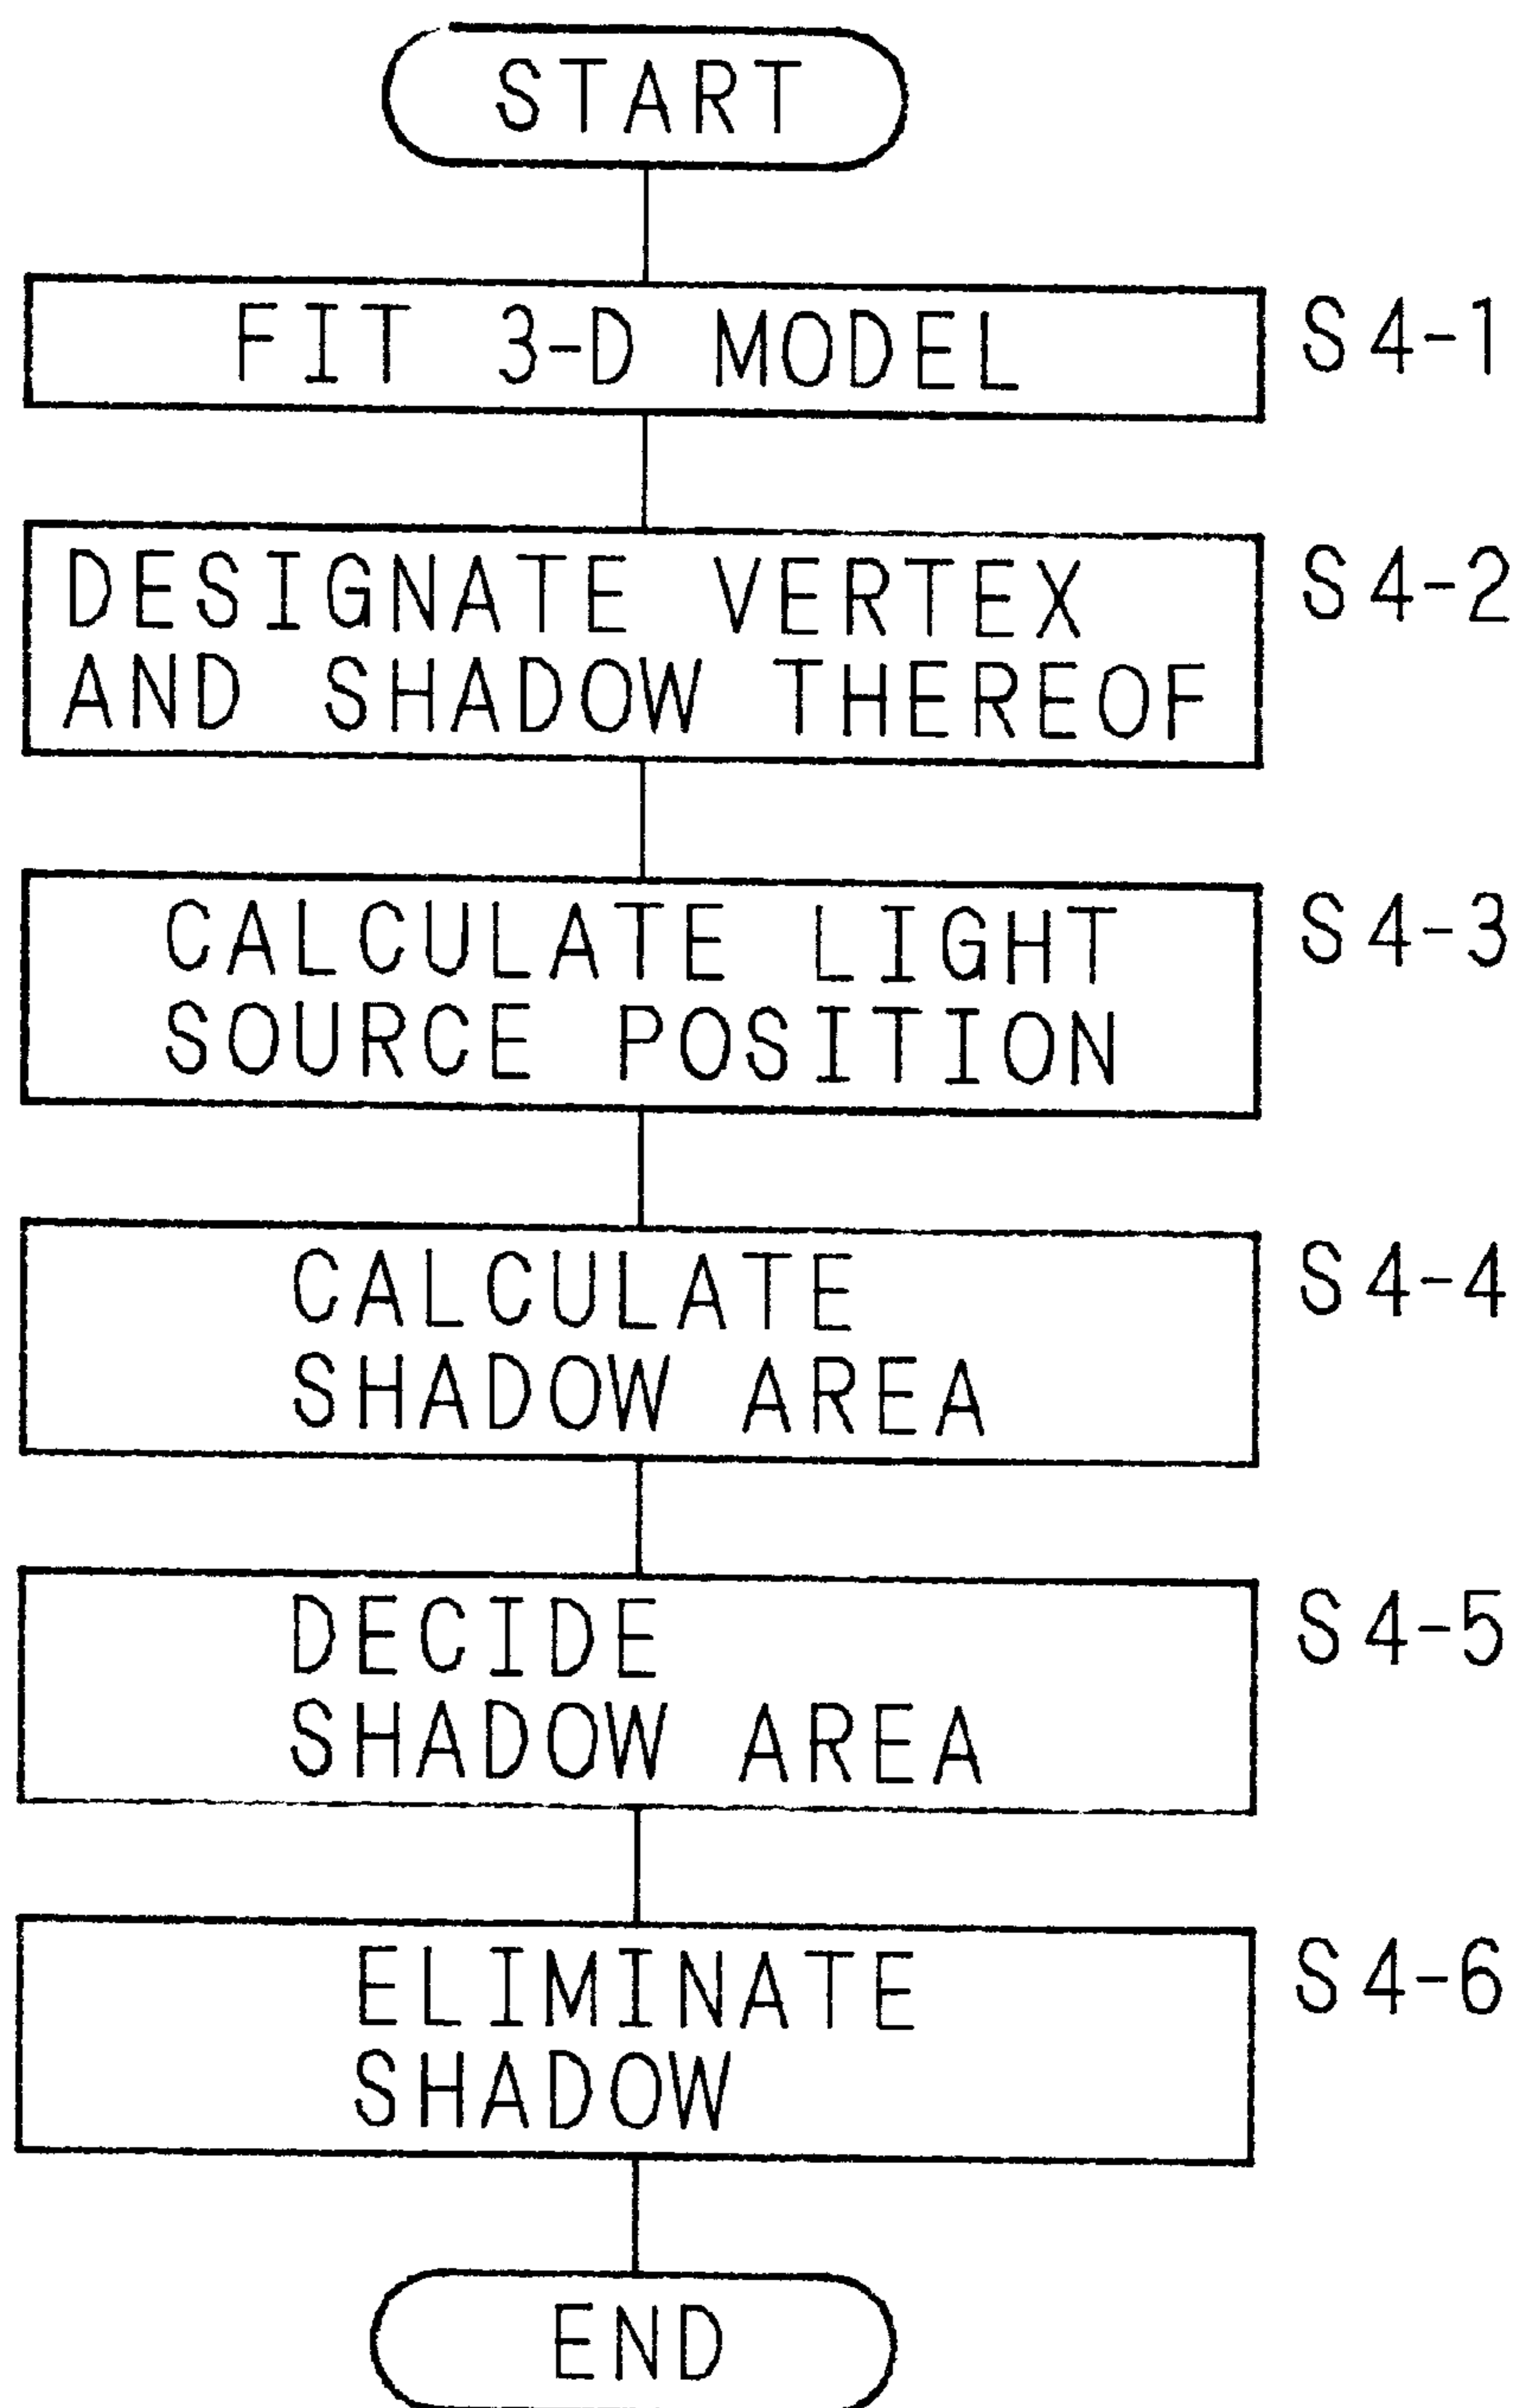 START
FIT 3-D MODEL
S4-1
DESIGNATE VERTEX
AND SHADOW THEREOF
S4-2
CALCULATE LIGHT
SOURCE POSITION
S4-3
CALCULATE
SHADOW AREA
S4-4
DECIDE
SHADOW AREA
S4-5
ELIMINATE
SHADOW
S4-6
END